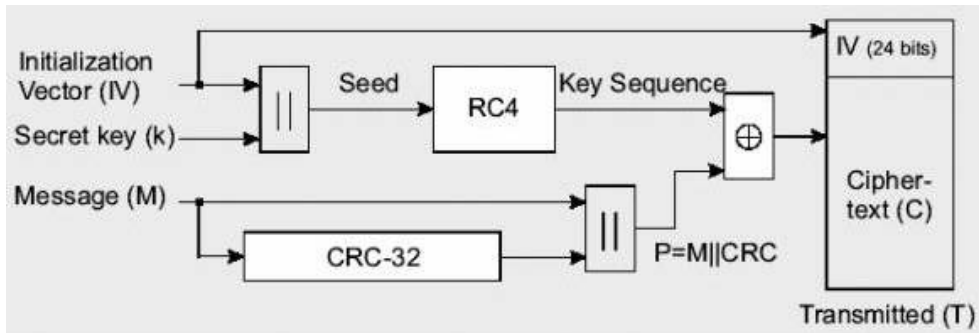 Initialization
Vector (IV)
Secret key (k)
Message (M)
||
Seed
RC4
Key Sequence
⊕
CRC-32
||
P=M||CRC
IV (24 bits)
Cipher-
text (C)
Transmitted (T)